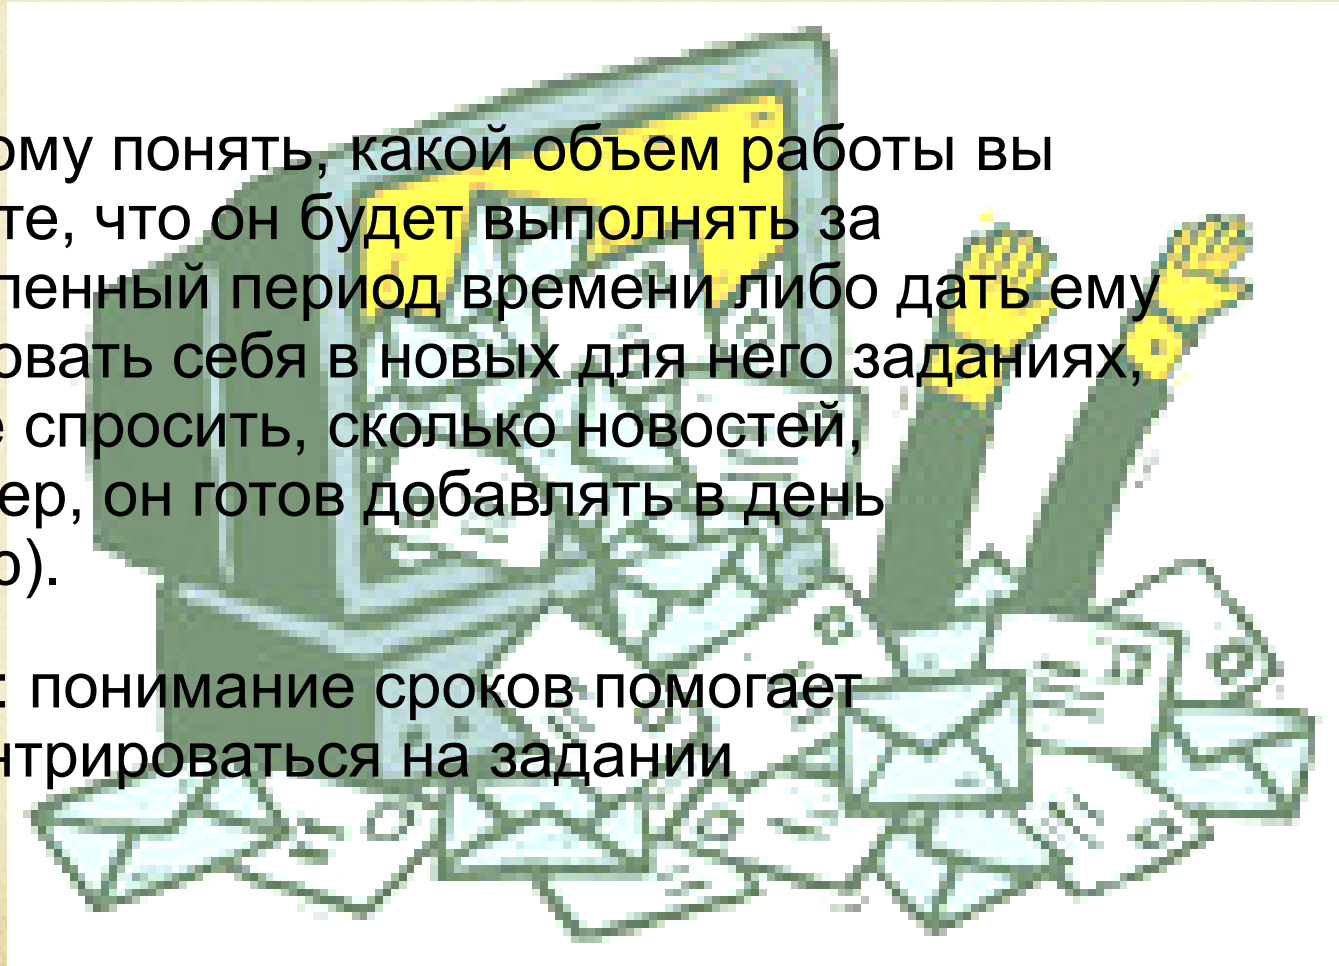 ому понять, какой объем работы вы
те, что он будет выполнять за
ленный период времени либо дать ему
овать себя в новых для него заданиях,
е спросить, сколько новостей,
ер, он готов добавлять в день
о).
: понимание сроков помогает
нтрироваться на задании